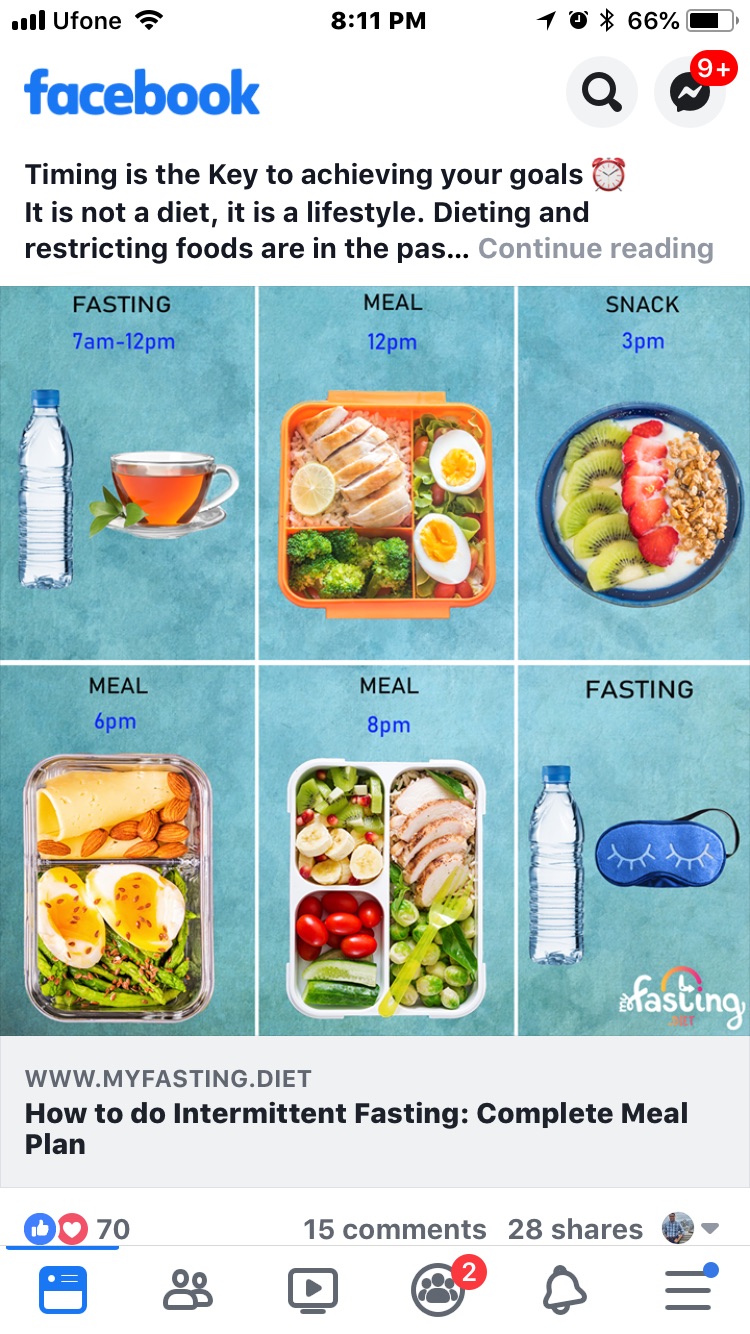 Ufone 8:11 PM 66%
facebook
9+
Timing is the Key to achieving your goals ⏰
It is not a diet, it is a lifestyle. Dieting and
restricting foods are in the pas... Continue reading
FASTING
7am-12pm
MEAL
12pm
SNACK
3pm
MEAL
6pm
MEAL
8pm
FASTING
my fasting
.DIET
WWW.MYFASTING.DIET
How to do Intermittent Fasting: Complete Meal
Plan
70 15 comments 28 shares
2